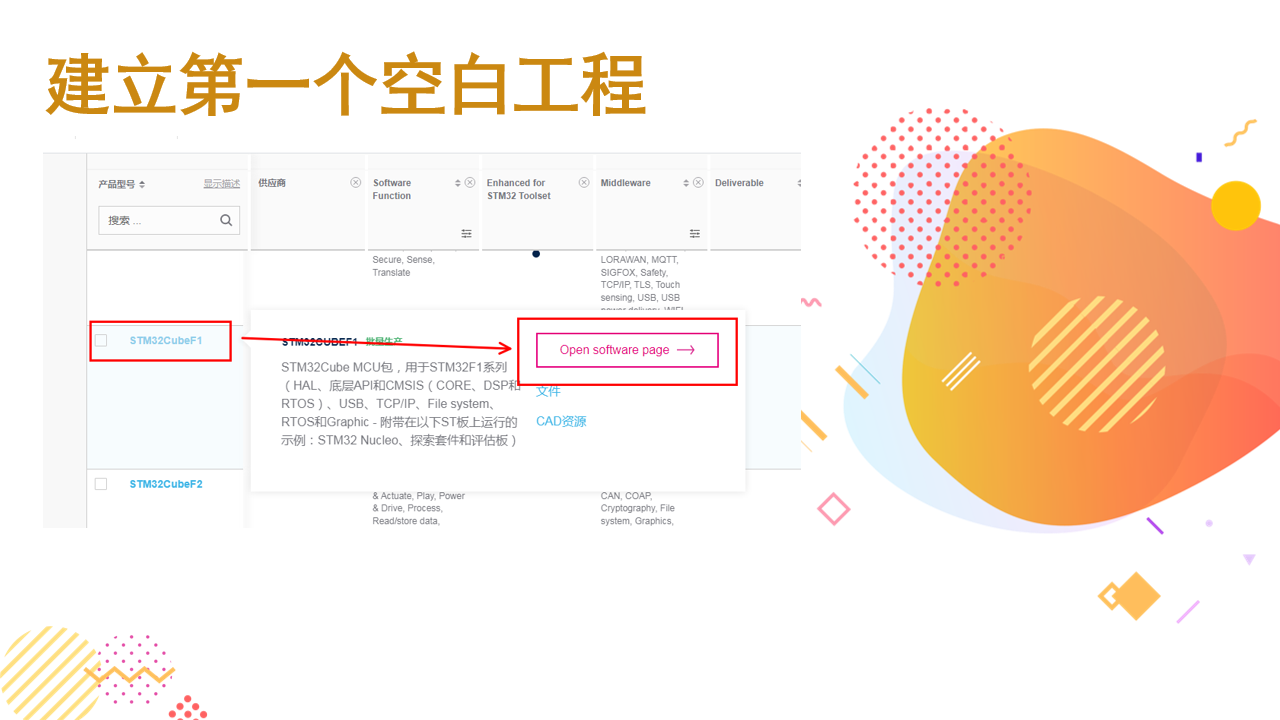 建立第一个空白工程
产品型号 显示描述
搜索 ...
供应商
Software
Function
Enhanced for
STM32 Toolset
Middleware
Deliverable
Secure, Sense,
Translate
LORAWAN, MQTT,
SIGFOX, Safety,
TCP/IP, TLS, Touch
sensing, USB, USB
power delivery, WIFI
STM32CubeF1
STM32CUBEF1 批量生产
STM32Cube MCU包，用于STM32F1系列
（HAL、底层API和CMSIS（CORE、DSP和
RTOS）、USB、TCP/IP、File system、
RTOS和Graphic - 附带在以下ST板上运行的
示例：STM32 Nucleo、探索套件和评估板）
Open software page
文件
CAD资源
STM32CubeF2
& Actuate, Play, Power
& Drive, Process,
Read/store data,
CAN, COAP,
Cryptography, File
system, Graphics,